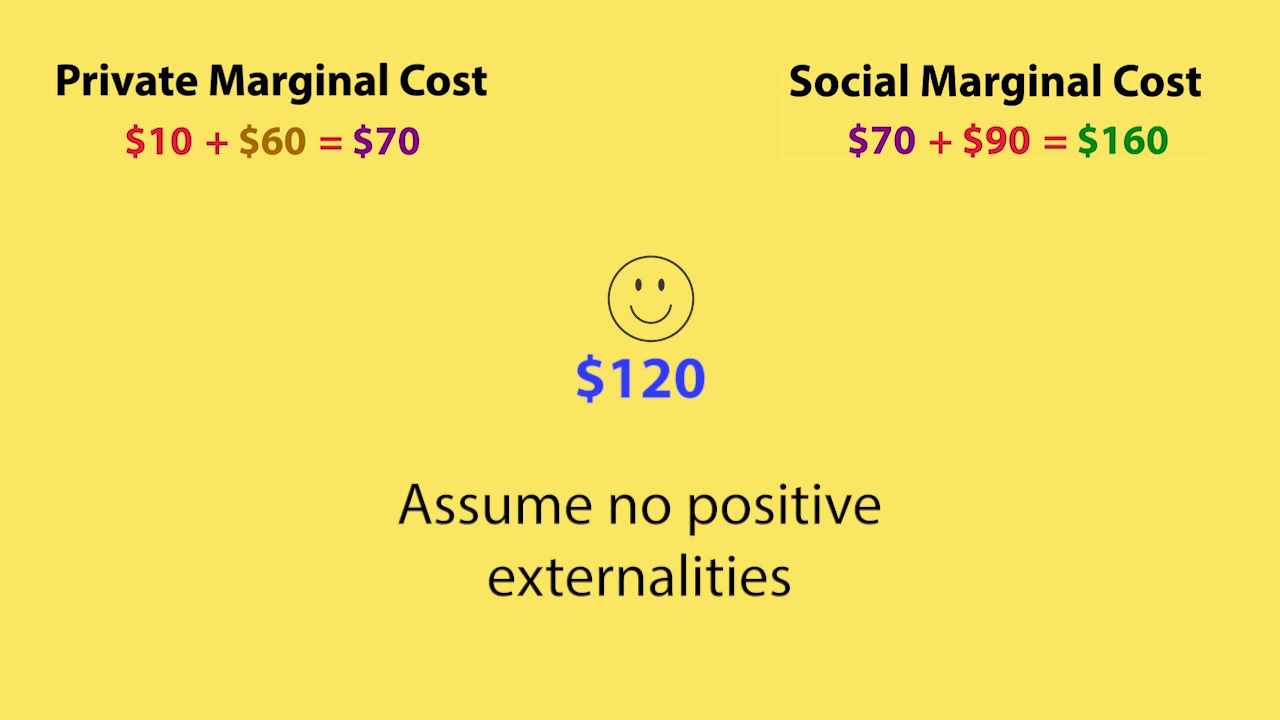 Private Marginal Cost
$10 + $60 = $70
Social Marginal Cost
$70 + $90 = $160
$120
Assume no positive
externalities